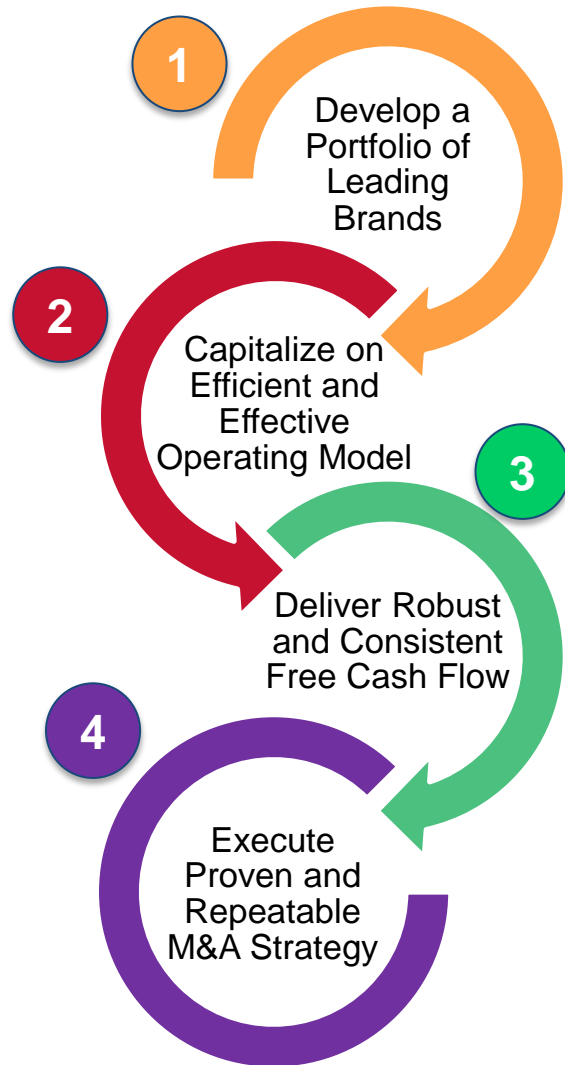 1
Develop a
Portfolio of
Leading
Brands
2
Capitalize on
Efficient and
Effective
Operating Model
3
Deliver Robust
and Consistent
Free Cash Flow
4
Execute
Proven and
Repeatable
M&A Strategy